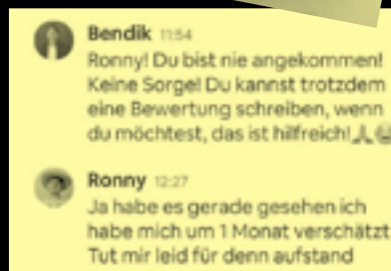 Bendik 11:54
Ronny! Du bist nie angekommen!
Keine Sorge! Du kannst trotzdem
eine Bewertung schreiben, wenn
du möchtest, das ist hilfreich!🙏😄
Ronny 12:27
Ja habe es gerade gesehen ich
habe mich um 1 Monat verschätzt
Tut mir leid für denn aufstand